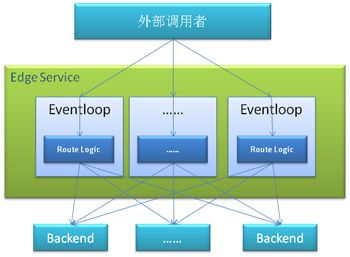 外部调用者
Edge Service
Eventloop
……
Eventloop
Route Logic
……
Route Logic
Backend
……
Backend